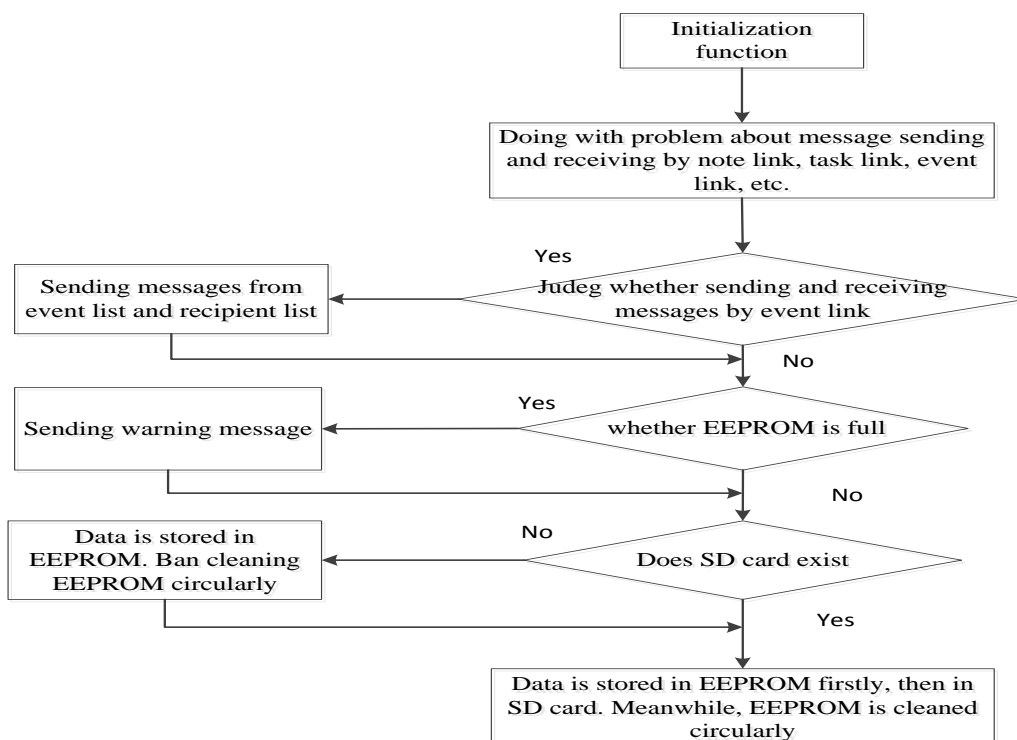 Initialization
function
Doing with problem about message sending
and receiving by note link, task link, event
link, etc.
Yes
Sending messages from
event list and recipient list
Judeg whether sending and receiving
messages by event link
No
Yes
Sending warning message
whether EEPROM is full
No
Data is stored in
EEPROM. Ban cleaning
EEPROM circularly
No
Does SD card exist
Yes
Data is stored in EEPROM firstly, then in
SD card. Meanwhile, EEPROM is cleaned
circularly